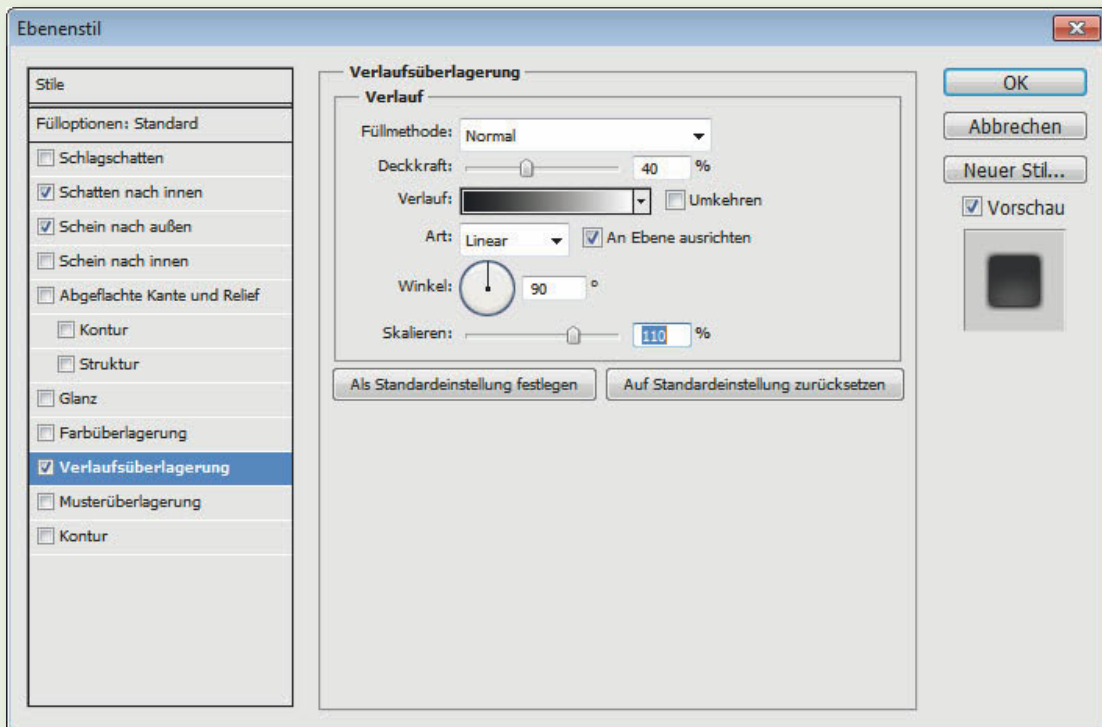 Ebenenstil
Stile
Fülloptionen: Standard
Schlagschatten
Schatten nach innen
Schein nach außen
Schein nach innen
Abgeflachte Kante und Relief
Kontur
Struktur
Glanz
Farbüberlagerung
Verlaufsüberlagerung
Musterüberlagerung
Kontur
Verlaufsüberlagerung
Verlauf
Füllmethode: Normal
Deckkraft: 40 %
Verlauf: Umkehren
Art: Linear An Ebene ausrichten
Winkel: 90 °
Skalieren: 110 %
Als Standardeinstellung festlegen Auf Standardeinstellung zurücksetzen
OK
Abbrechen
Neuer Stil...
Vorschau